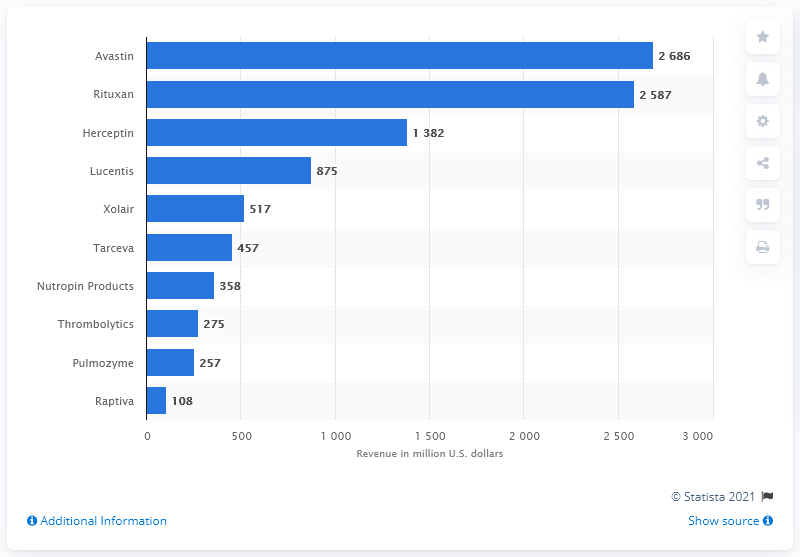 Avastin 2 686
Rituxan 2 587
Herceptin 1 382
Lucentis 875
Xolair 517
Tarceva 457
Nutropin Products 358
Thrombolytics 275
Pulmozyme 257
Raptiva 108
0 500 1 000 1 500 2 000 2 500 3 000
Revenue in million U.S. dollars
© Statista 2021
Additional Information Show source